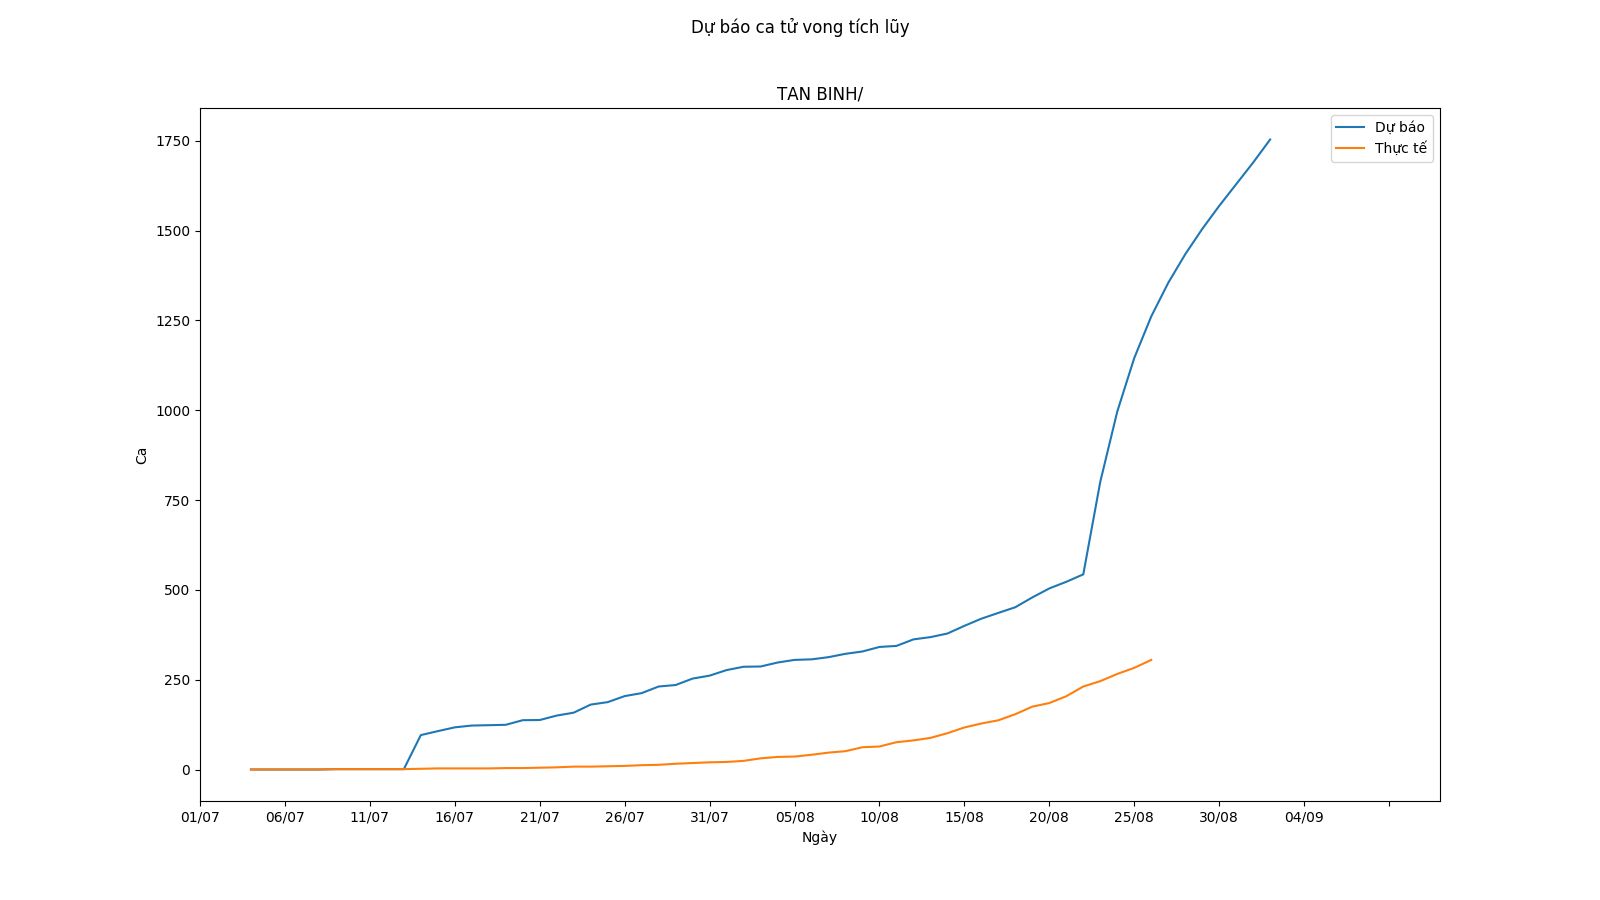 Dự báo ca tử vong tích lũy
TAN BINH/
Dự báo
Thực tế
1750
1500
1250
1000
750
500
250
0
Ca
01/07 06/07 11/07 16/07 21/07 26/07 31/07 05/08 10/08 15/08 20/08 25/08 30/08 04/09
Ngày